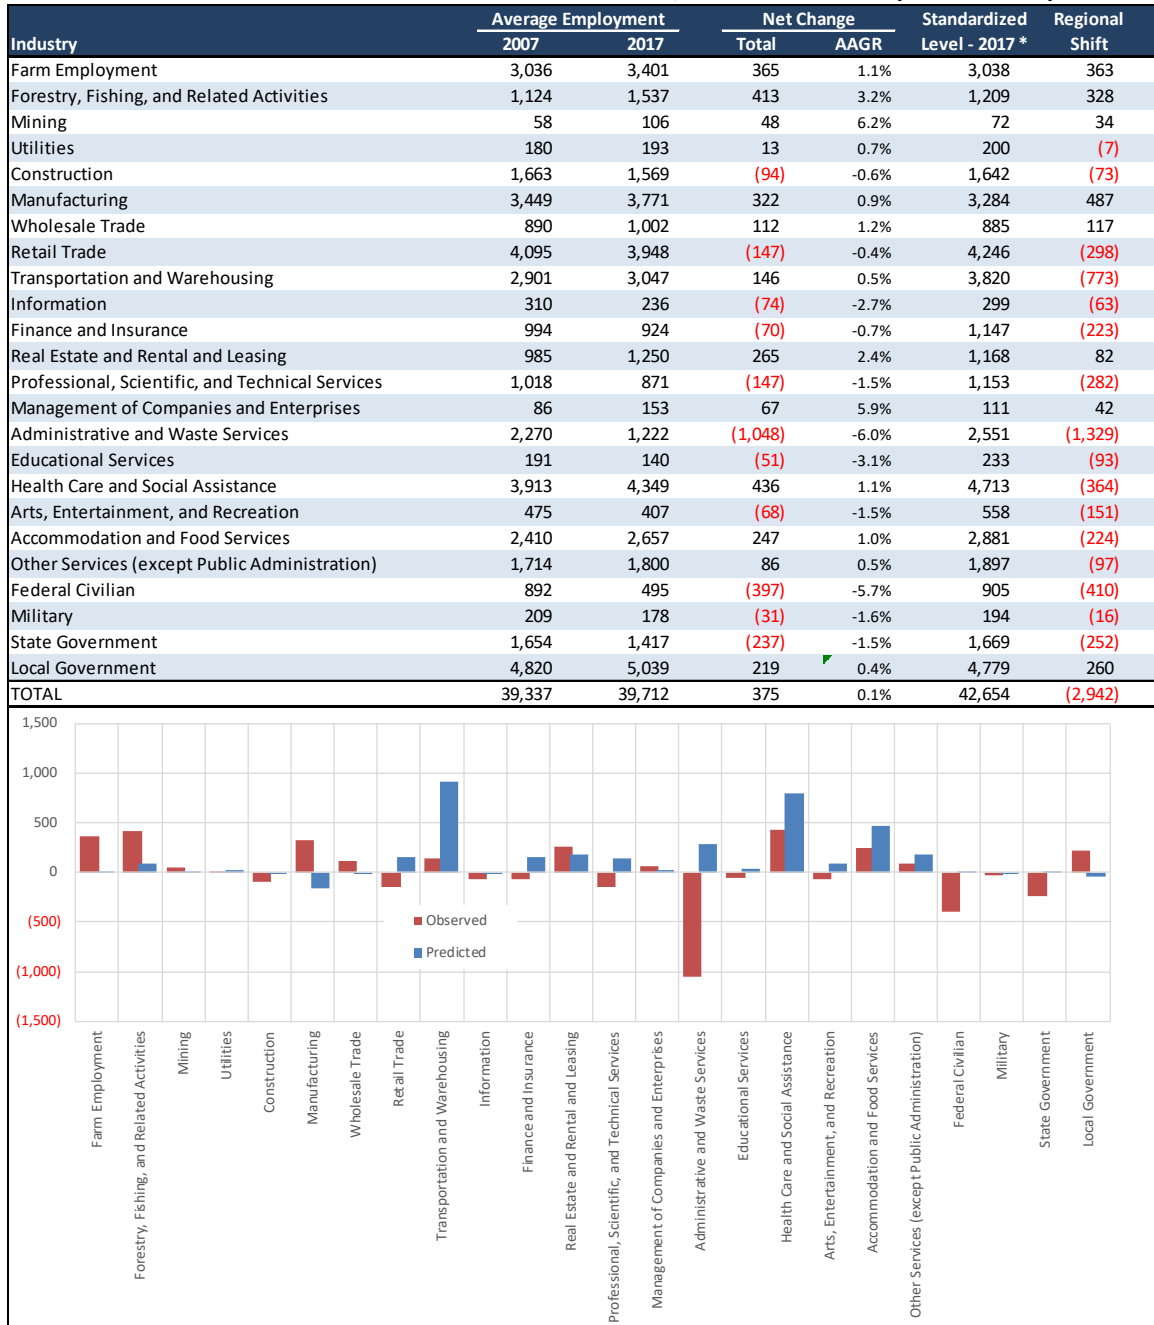 Average Employment Net Change Standardized Regional
Industry 2007 2017 Total AAGR Level - 2017 * Shift
Farm Employment 3,036 3,401 365 1.1% 3,038 363
Forestry, Fishing, and Related Activities 1,124 1,537 413 3.2% 1,209 328
Mining 58 106 48 6.2% 72 34
Utilities 180 193 13 0.7% 200 (7)
Construction 1,663 1,569 (94) -0.6% 1,642 (73)
Manufacturing 3,449 3,771 322 0.9% 3,284 487
Wholesale Trade 890 1,002 112 1.2% 885 117
Retail Trade 4,095 3,948 (147) -0.4% 4,246 (298)
Transportation and Warehousing 2,901 3,047 146 0.5% 3,820 (773)
Information 310 236 (74) -2.7% 299 (63)
Finance and Insurance 994 924 (70) -0.7% 1,147 (223)
Real Estate and Rental and Leasing 985 1,250 265 2.4% 1,168 82
Professional, Scientific, and Technical Services 1,018 871 (147) -1.5% 1,153 (282)
Management of Companies and Enterprises 86 153 67 5.9% 111 42
Administrative and Waste Services 2,270 1,222 (1,048) -6.0% 2,551 (1,329)
Educational Services 191 140 (51) -3.1% 233 (93)
Health Care and Social Assistance 3,913 4,349 436 1.1% 4,713 (364)
Arts, Entertainment, and Recreation 475 407 (68) -1.5% 558 (151)
Accommodation and Food Services 2,410 2,657 247 1.0% 2,881 (224)
Other Services (except Public Administration) 1,714 1,800 86 0.5% 1,897 (97)
Federal Civilian 892 495 (397) -5.7% 905 (410)
Military 209 178 (31) -1.6% 194 (16)
State Government 1,654 1,417 (237) -1.5% 1,669 (252)
Local Government 4,820 5,039 219 0.4% 4,779 260
TOTAL 39,337 39,712 375 0.1% 42,654 (2,942)
1,500
1,000
500
0
(500)
(1,000)
(1,500)
Observed
Predicted
Farm Employment
Forestry, Fishing, and Related Activities
Mining
Utilities
Construction
Manufacturing
Wholesale Trade
Retail Trade
Transportation and Warehousing
Information
Finance and Insurance
Real Estate and Rental and Leasing
Professional, Scientific, and Technical Services
Management of Companies and Enterprises
Administrative and Waste Services
Educational Services
Health Care and Social Assistance
Arts, Entertainment, and Recreation
Accommodation and Food Services
Other Services (except Public Administration)
Federal Civilian
Military
State Government
Local Government